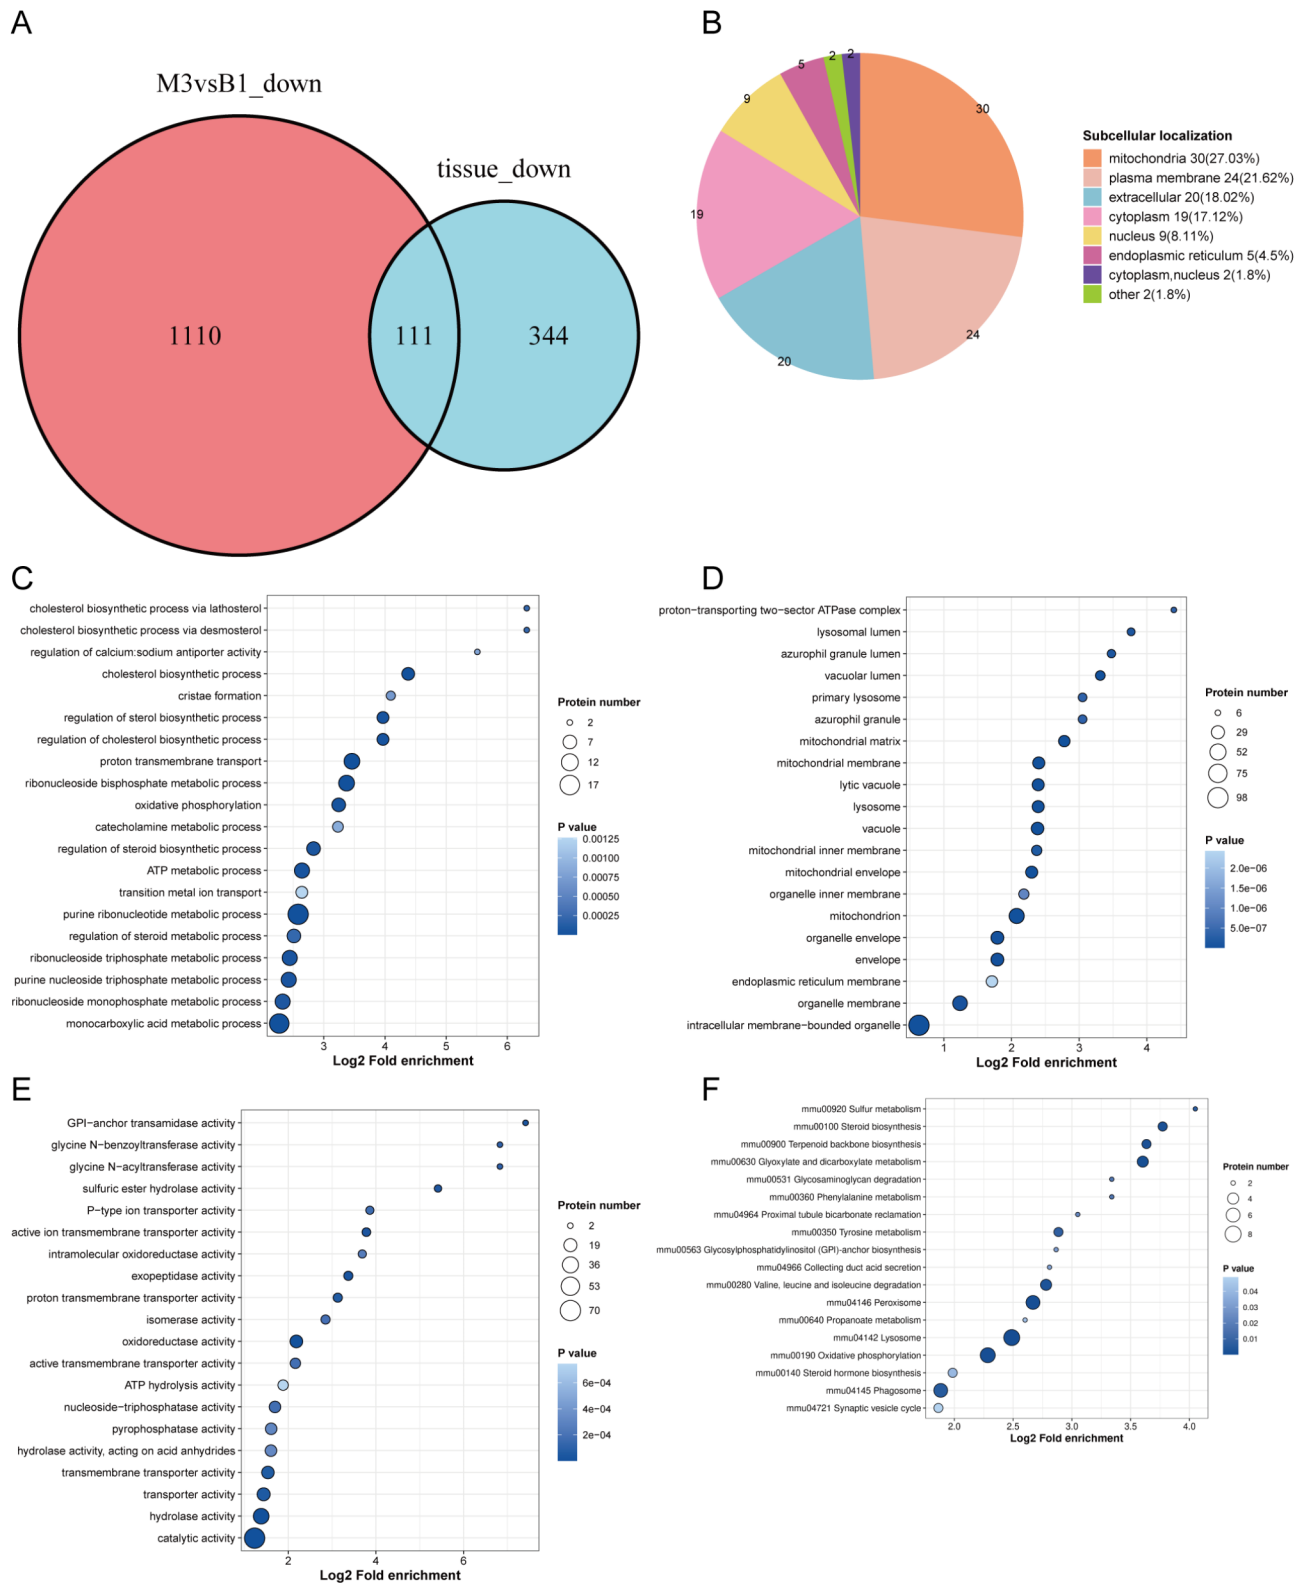 A
M3vsB1_down
tissue_down
1110
111
344
B
30
24
20
19
9
5
2
2
Subcellular localization
mitochondria 30(27.03%)
plasma membrane 24(21.62%)
extracellular 20(18.02%)
cytoplasm 19(17.12%)
nucleus 9(8.11%)
endoplasmic reticulum 5(4.5%)
cytoplasm,nucleus 2(1.8%)
other 2(1.8%)
C
cholesterol biosynthetic process via lathosterol
cholesterol biosynthetic process via desmosterol
regulation of calcium:sodium antiporter activity
cholesterol biosynthetic process
cristae formation
regulation of sterol biosynthetic process
regulation of cholesterol biosynthetic process
proton transmembrane transport
ribonucleoside bisphosphate metabolic process
oxidative phosphorylation
catecholamine metabolic process
regulation of steroid biosynthetic process
ATP metabolic process
transition metal ion transport
purine ribonucleotide metabolic process
regulation of steroid metabolic process
ribonucleoside triphosphate metabolic process
purine nucleoside triphosphate metabolic process
ribonucleoside monophosphate metabolic process
monocarboxylic acid metabolic process
3 4 5 6
Log2 Fold enrichment
Protein number
2
7
12
17
P value
0.00125
0.00100
0.00075
0.00050
0.00025
D
proton−transporting two−sector ATPase complex
lysosomal lumen
azurophil granule lumen
vacuolar lumen
primary lysosome
azurophil granule
mitochondrial matrix
mitochondrial membrane
lytic vacuole
lysosome
vacuole
mitochondrial inner membrane
mitochondrial envelope
organelle inner membrane
mitochondrion
organelle envelope
envelope
endoplasmic reticulum membrane
organelle membrane
intracellular membrane−bounded organelle
1 2 3 4
Log2 Fold enrichment
Protein number
6
29
52
75
98
P value
2.0e−06
1.5e−06
1.0e−06
5.0e−07
E
GPI−anchor transamidase activity
glycine N−benzoyltransferase activity
glycine N−acyltransferase activity
sulfuric ester hydrolase activity
P−type ion transporter activity
active ion transmembrane transporter activity
intramolecular oxidoreductase activity
exopeptidase activity
proton transmembrane transporter activity
isomerase activity
oxidoreductase activity
active transmembrane transporter activity
ATP hydrolysis activity
nucleoside−triphosphatase activity
pyrophosphatase activity
hydrolase activity, acting on acid anhydrides
transmembrane transporter activity
transporter activity
hydrolase activity
catalytic activity
2 4 6
Log2 Fold enrichment
Protein number
2
19
36
53
70
P value
6e−04
4e−04
2e−04
F
mmu00920 Sulfur metabolism
mmu00100 Steroid biosynthesis
mmu00900 Terpenoid backbone biosynthesis
mmu00630 Glyoxylate and dicarboxylate metabolism
mmu00531 Glycosaminoglycan degradation
mmu00360 Phenylalanine metabolism
mmu04964 Proximal tubule bicarbonate reclamation
mmu00350 Tyrosine metabolism
mmu00563 Glycosylphosphatidylinositol (GPI)−anchor biosynthesis
mmu04966 Collecting duct acid secretion
mmu00280 Valine, leucine and isoleucine degradation
mmu04146 Peroxisome
mmu00640 Propanoate metabolism
mmu04142 Lysosome
mmu00190 Oxidative phosphorylation
mmu00140 Steroid hormone biosynthesis
mmu04145 Phagosome
mmu04721 Synaptic vesicle cycle
2.0 2.5 3.0 3.5 4.0
Log2 Fold enrichment
Protein number
2
4
6
8
P value
0.04
0.03
0.02
0.01